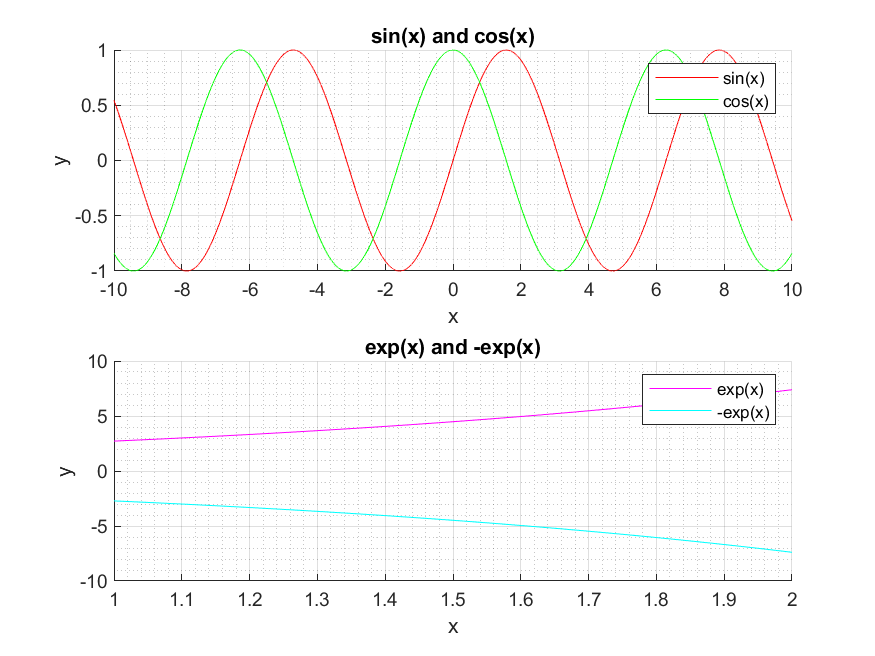 sin(x) and cos(x)
1
0.5
0
-0.5
-1
y
sin(x)
cos(x)
-10 -8 -6 -4 -2 0 2 4 6 8 10
x
exp(x) and -exp(x)
10
5
0
-5
-10
y
exp(x)
-exp(x)
1 1.1 1.2 1.3 1.4 1.5 1.6 1.7 1.8 1.9 2
x